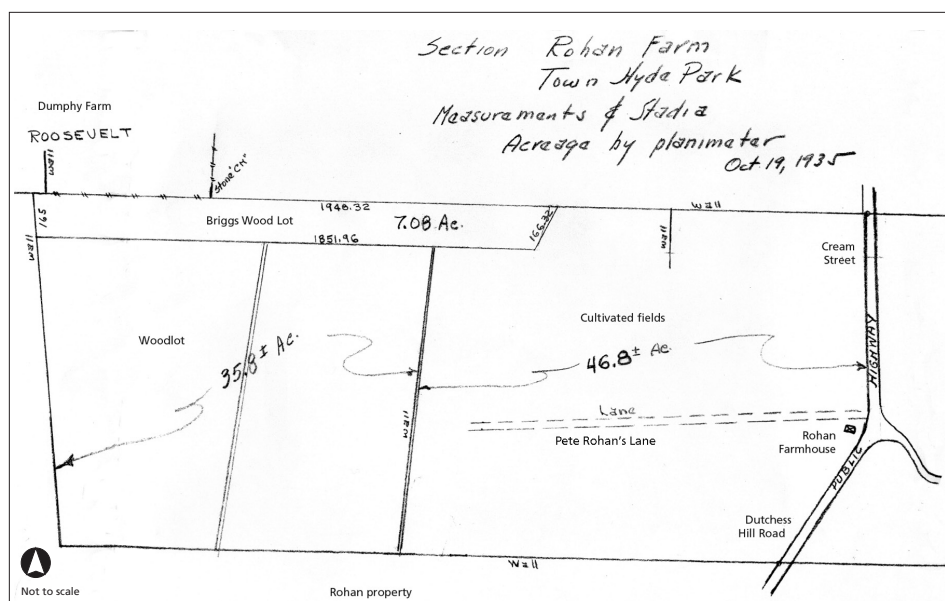 Section Rohan Farm
Town Hyde Park
Measurements & Stadia
Acreage by planimeter
Oct 19, 1935
Dumphy Farm
ROOSEVELT
wall
Stone "CM"
165
wall
Briggs Wood Lot
1948.32
7.08 Ac.
1851.96
166.32
wall
wall
Cream
Street
Woodlot
35.8 ± Ac.
Cultivated fields
46.8 ± Ac.
HIGHWAY
wall
Lane
Pete Rohan's Lane
Rohan
Farmhouse
PUBLIC
Dutchess
Hill Road
Wall
Not to scale
Rohan property